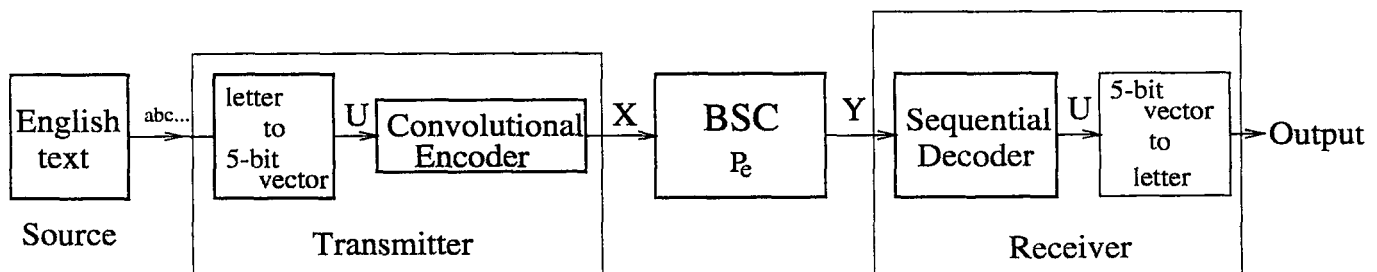 English
text
Source
abc...
letter
to
5-bit
vector
U
Convolutional
Encoder
Transmitter
X
BSC
Pe
Y
Sequential
Decoder
U
5-bit
vector
to
letter
Receiver
Output